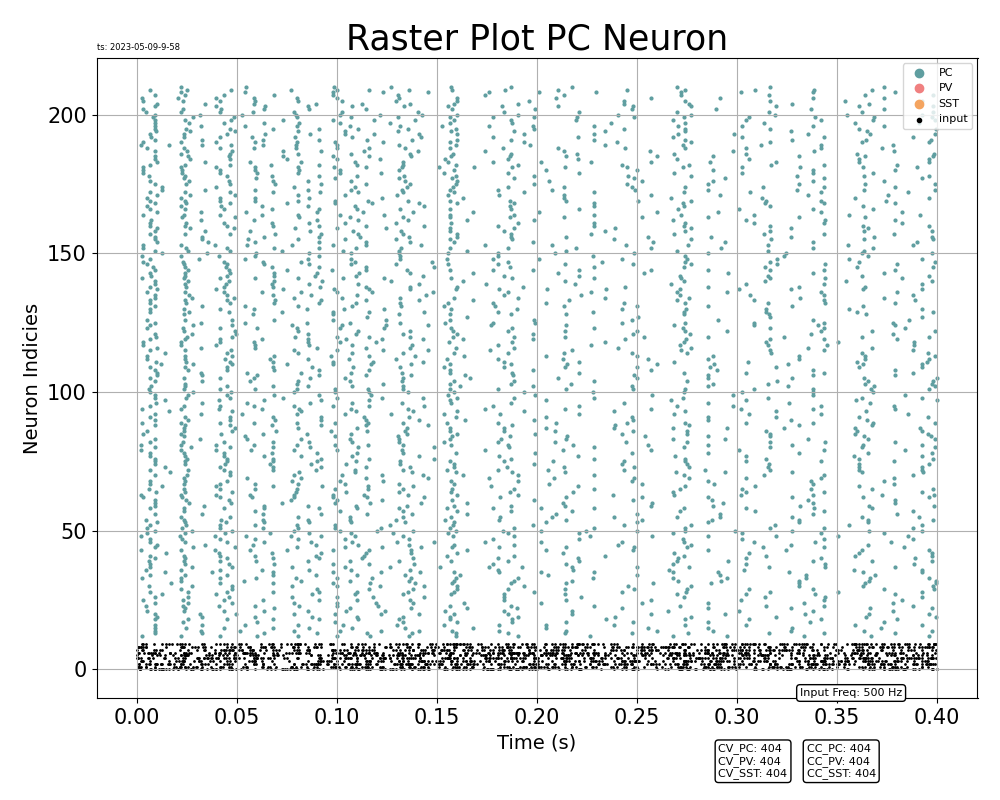 Raster Plot PC Neuron
ts: 2023-05-09-9-58
PC
PV
SST
input
200
150
100
50
0
Neuron Indicies
Input Freq: 500 Hz
0.00 0.05 0.10 0.15 0.20 0.25 0.30 0.35 0.40
Time (s)
CV_PC: 404
CV_PV: 404
CV_SST: 404
CC_PC: 404
CC_PV: 404
CC_SST: 404